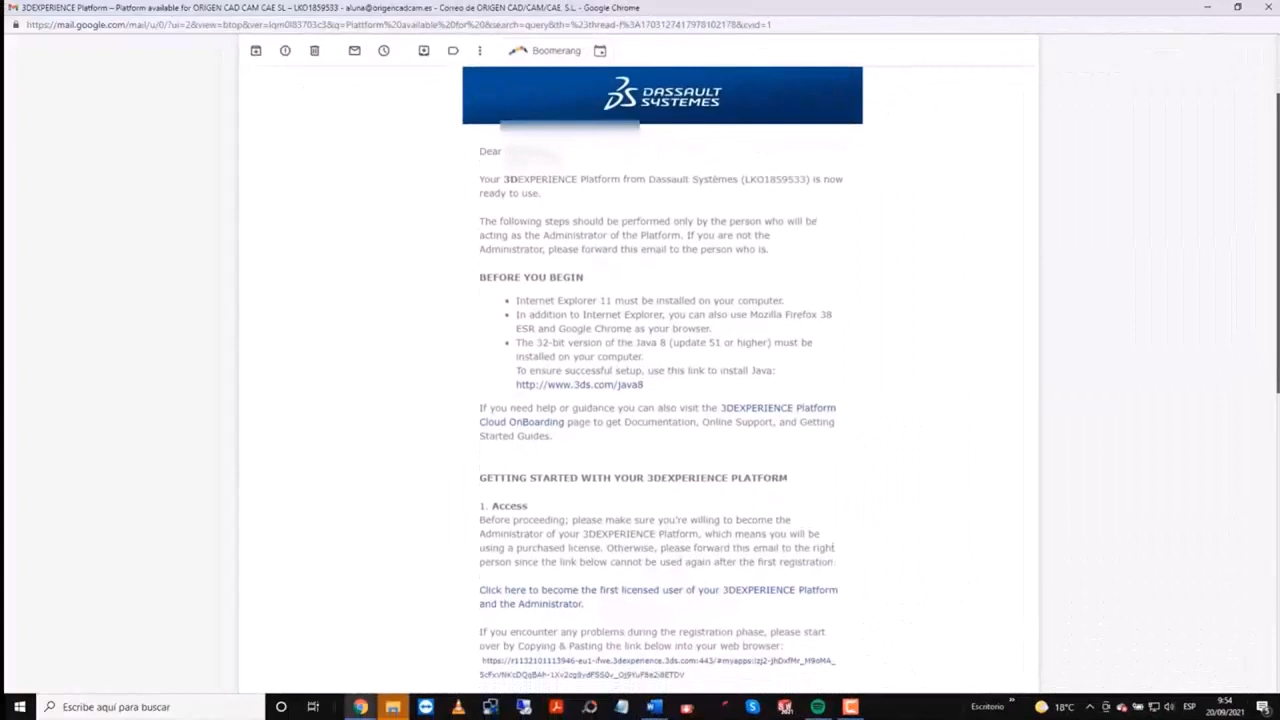 3DEXPERIENCE Platform – Platform available for ORIGEN CAD CAM CAE SL – LKO1859533 - aluna@origencadcam.es - Correo de ORIGEN CAD/CAM/CAE, S.L - Google Chrome
Boomerang
3S DASSAULT
SYSTEMES
Dear
Your 3DEXPERIENCE Platform from Dassault Systèmes (LKO1859533) is now
ready to use.
The following steps should be performed only by the person who will be
acting as the Administrator of the Platform. If you are not the
Administrator, please forward this email to the person who is.
BEFORE YOU BEGIN
• Internet Explorer 11 must be installed on your computer.
• In addition to Internet Explorer, you can also use Mozilla Firefox 38
ESR and Google Chrome as your browser.
• The 32-bit version of the Java 8 (update 51 or higher) must be
installed on your computer.
To ensure successful setup, use this link to install Java:
http://www.3ds.com/java8
If you need help or guidance you can also visit the 3DEXPERIENCE Platform
Cloud OnBoarding page to get Documentation, Online Support, and Getting
Started Guides.
GETTING STARTED WITH YOUR 3DEXPERIENCE PLATFORM
1. Access
Before proceeding; please make sure you're willing to become the
Administrator of your 3DEXPERIENCE Platform, which means you will be
using a purchased license. Otherwise, please forward this email to the right
person since the link below cannot be used again after the first registration.
Click here to become the first licensed user of your 3DEXPERIENCE Platform
and the Administrator.
If you encounter any problems during the registration phase, please start
over by Copying & Pasting the link below into your web browser:
Escribe aquí para buscar
Escritorio
18°C
ESP
9:54
20/09/2021